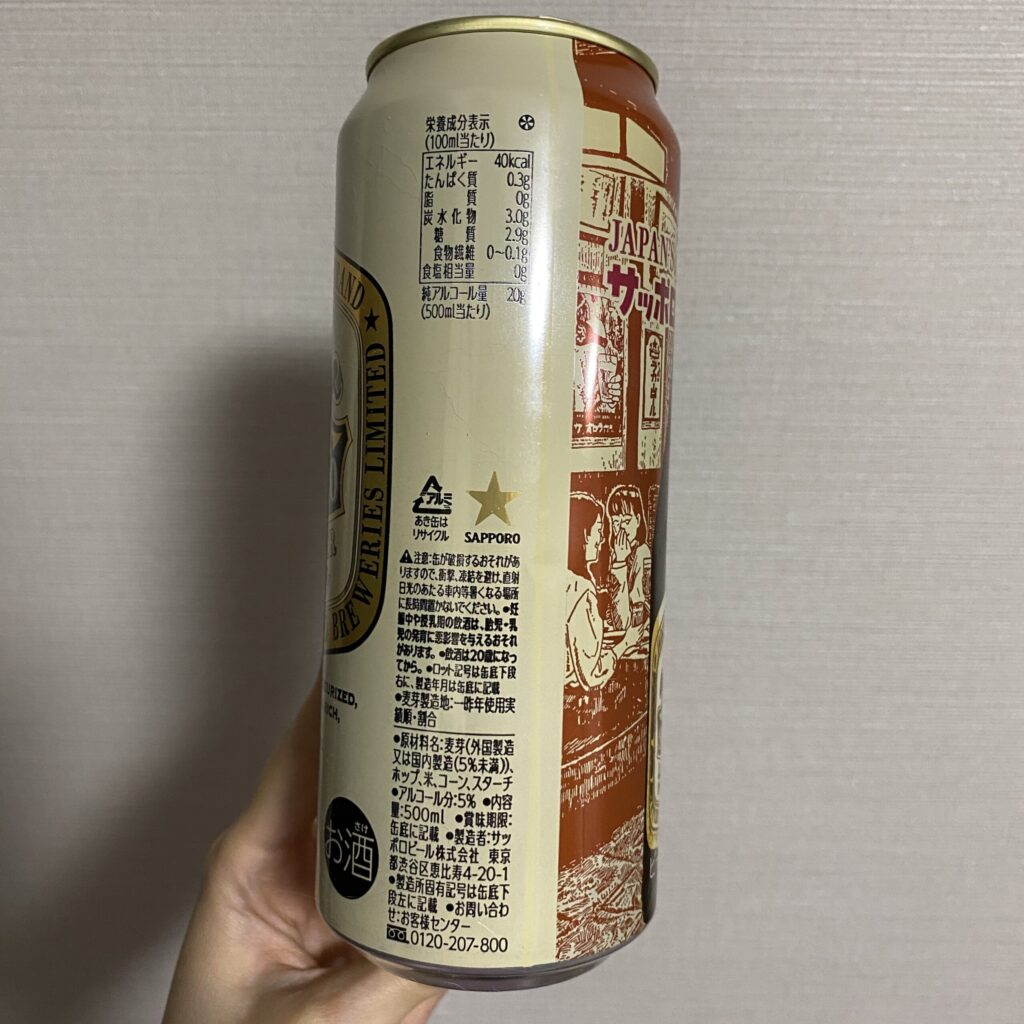 栄養成分表示
(100ml当たり)
エネルギー 40kcal
たんぱく質 0.3g
脂質 0g
炭水化物 3.0g
糖質 2.9g
食物繊維 0〜0.1g
食塩相当量 0g
純アルコール量 20g
(500ml当たり)
BREWERIES LIMITED
JAPAN'S
サッポロ
アルミ
あき缶は
リサイクル
SAPPORO
注意:缶が破損するおそれがあ
りますので、衝撃、凍結を避け、直射
日光のあたる車内等暑くなる場所
に長時間置かないでください。●妊
娠中や授乳期の飲酒は、胎児・乳
児の発育に悪影響を与えるおそれ
があります。●飲酒は20歳になっ
てから。●ロット記号は缶底下段
右に、製造年月は缶底に記載
●麦芽製造地:一昨年使用実
績順・割合
●原材料名:麦芽(外国製造
又は国内製造(5%未満))、
ホップ、米、コーン、スターチ
●アルコール分:5% ●内容
量:500ml ●賞味期限:
缶底に記載 ●製造者:サッ
ポロビール株式会社 東京
都渋谷区恵比寿4-20-1
●製造所固有記号は缶底下
段左に記載 ●お問い合わ
せ:お客様センター
0120-207-800
さけ
お酒